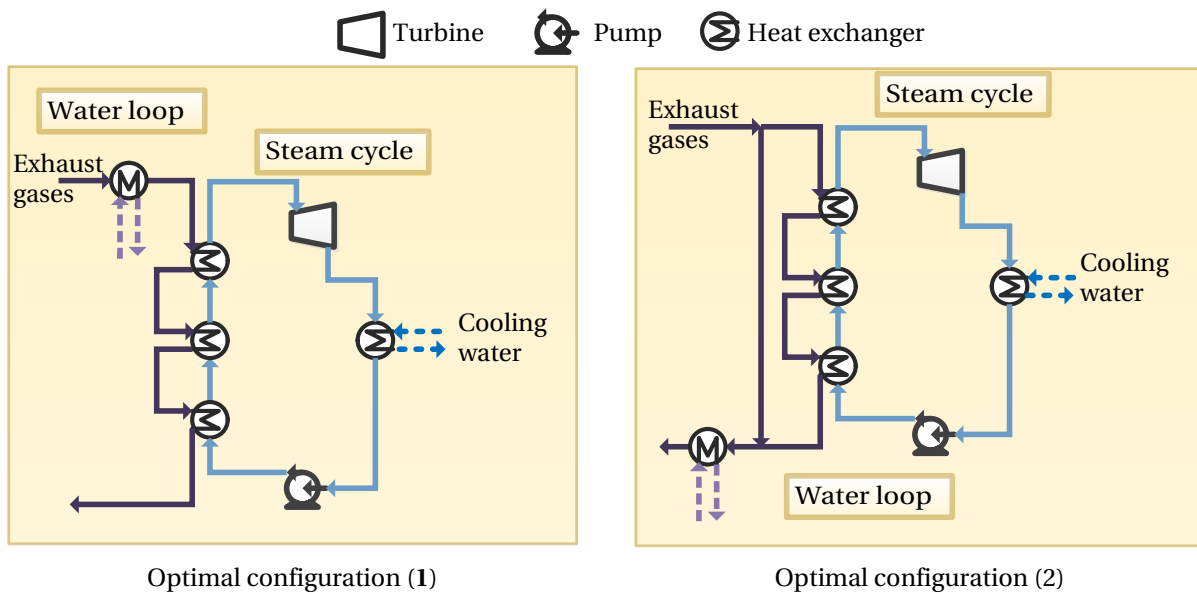 Turbine
Pump
Heat exchanger
Water loop
Steam cycle
Exhaust
gases
Cooling
water
Optimal configuration (1)
Steam cycle
Exhaust
gases
Cooling
water
Water loop
Optimal configuration (2)